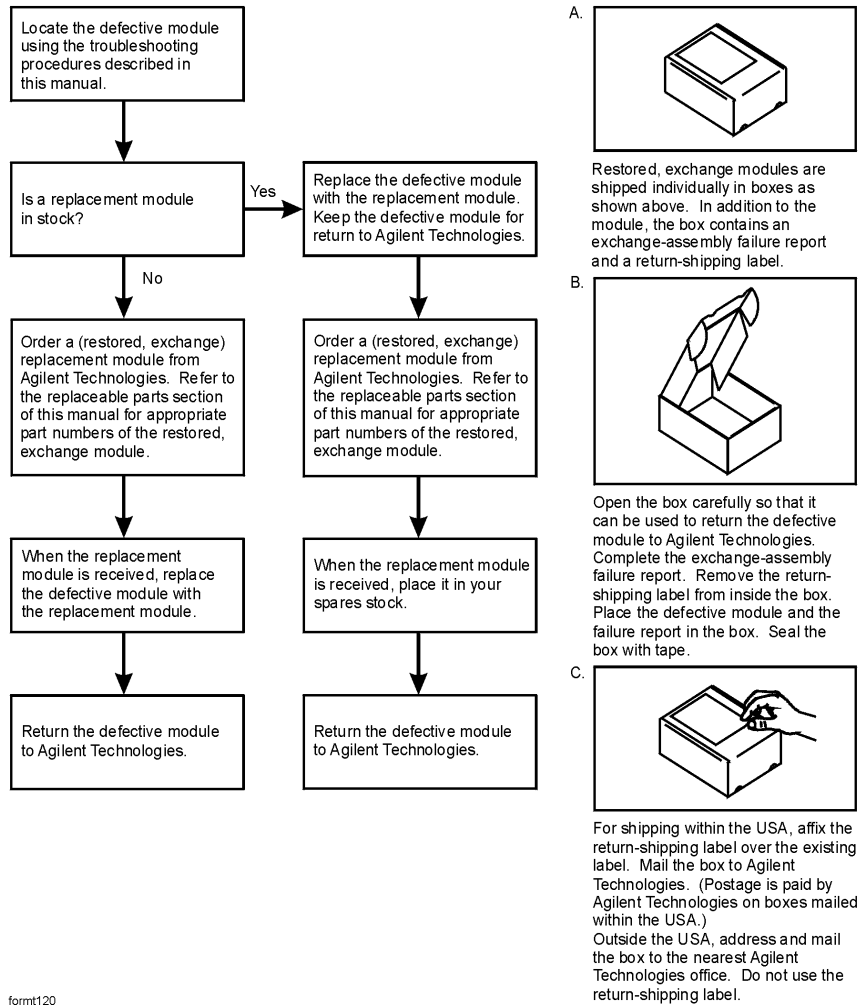 Locate the defective module
using the troubleshooting
procedures described in
this manual.
Is a replacement module
in stock?
Yes
No
Replace the defective module
with the replacement module.
Keep the defective module for
return to Agilent Technologies.
Order a (restored, exchange)
replacement module from
Agilent Technologies.  Refer to
the replaceable parts section
of this manual for appropriate
part numbers of the restored,
exchange module.
Order a (restored, exchange)
replacement module from
Agilent Technologies.  Refer to
the replaceable parts section
of this manual for appropriate
part numbers of the restored,
exchange module.
When the replacement
module is received, replace
the defective module with
the replacement module.
When the replacement module
is received, place it in your
spares stock.
Return the defective module
to Agilent Technologies.
Return the defective module
to Agilent Technologies.
A.
Restored, exchange modules are
shipped individually in boxes as
shown above.  In addition to the
module, the box contains an
exchange-assembly failure report
and a return-shipping label.
B.
Open the box carefully so that it
can be used to return the defective
module to Agilent Technologies.
Complete the exchange-assembly
failure report.  Remove the return-
shipping label from inside the box.
Place the defective module and the
failure report in the box.  Seal the
box with tape.
C.
For shipping within the USA, affix the
return-shipping label over the existing
label.  Mail the box to Agilent
Technologies.  (Postage is paid by
Agilent Technologies on boxes mailed
within the USA.)
Outside the USA, address and mail
the box to the nearest Agilent
Technologies office.  Do not use the
return-shipping label.
formt120